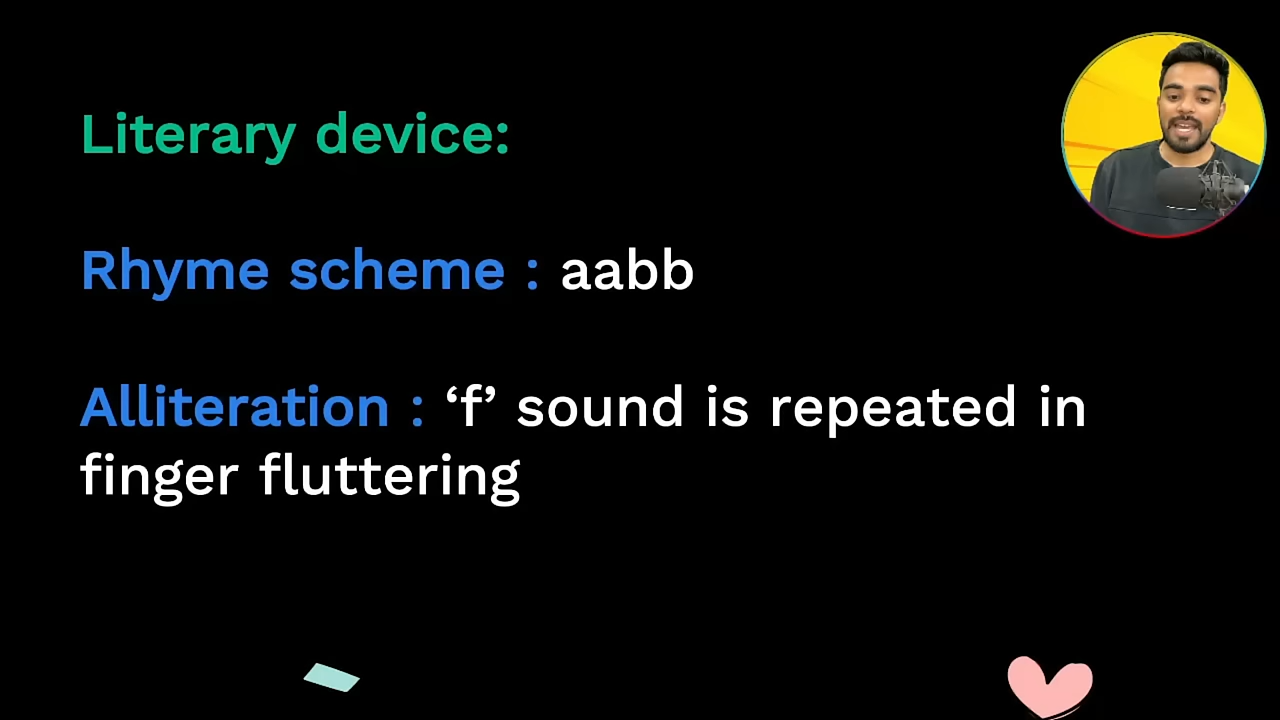 Literary device:
Rhyme scheme : aabb
Alliteration : ‘f’ sound is repeated in
finger fluttering